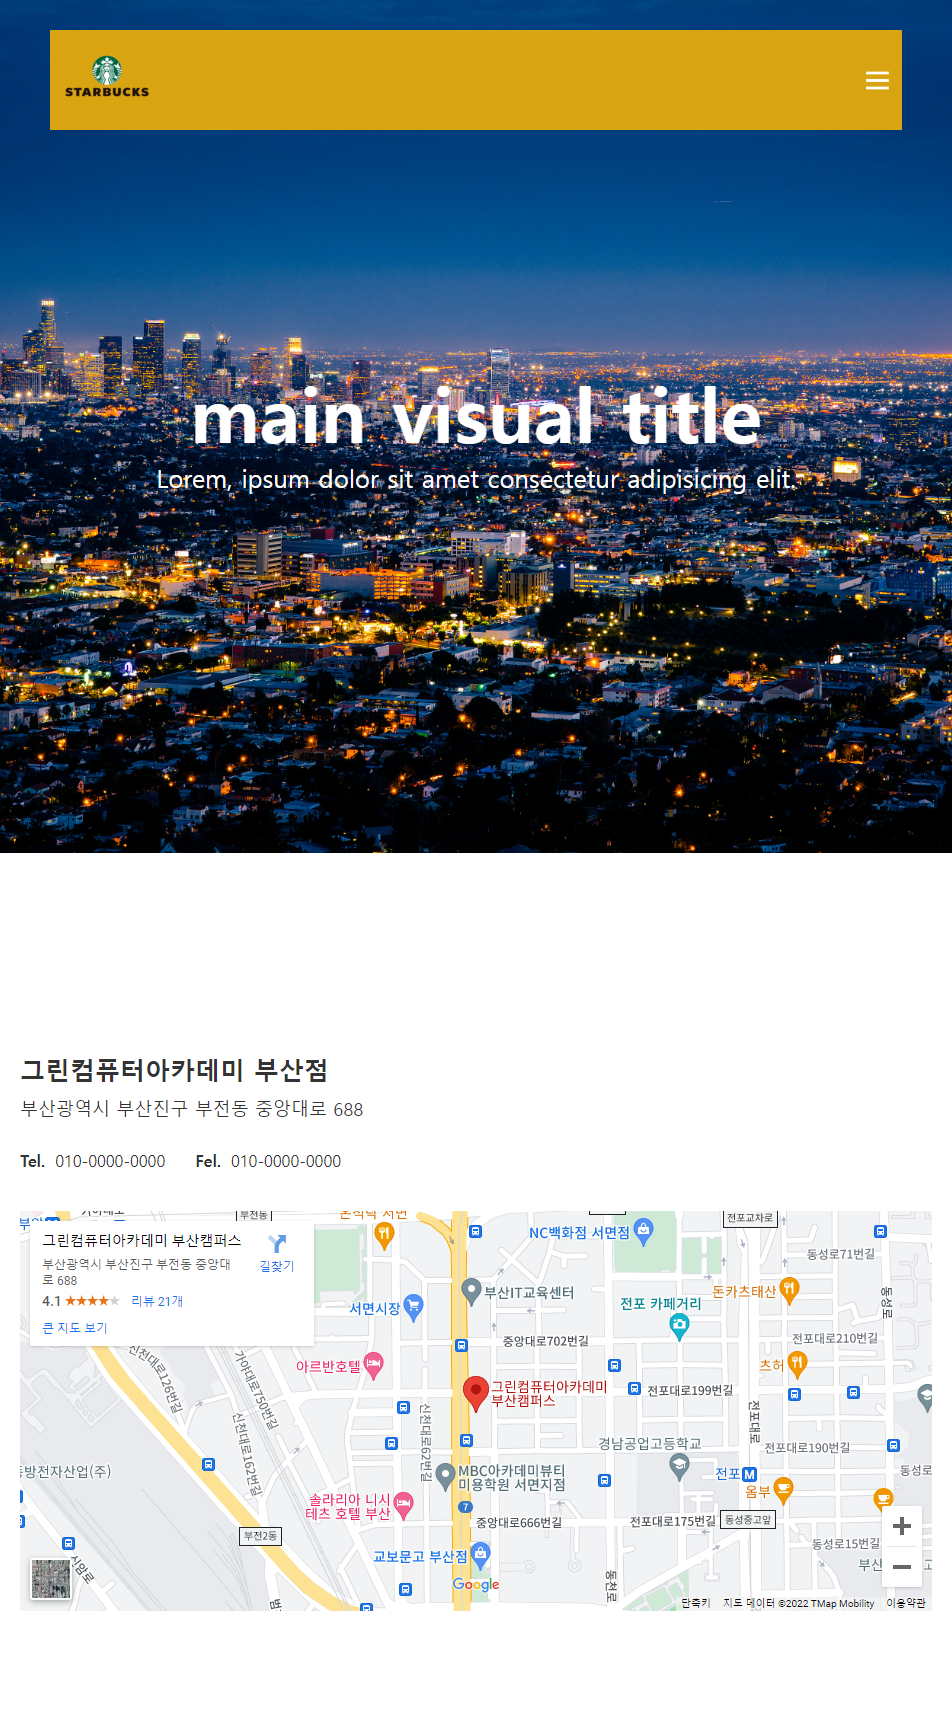 STARBUCKS
main visual title
Lorem, ipsum dolor sit amet consectetur adipisicing elit.
그린컴퓨터아카데미 부산점
부산광역시 부산진구 부전동 중앙대로 688
Tel. 010-0000-0000 Fel. 010-0000-0000
부전동
전포교차로
그린컴퓨터아카데미 부산캠퍼스
부산광역시 부산진구 부전동 중앙대
로 688
길찾기
4.1 ★★★★★ 리뷰 21개
큰 지도 보기
NC백화점 서면점
동성로71번길
부산IT교육센터
돈카츠태산
동성로
서면시장
전포 카페거리
중앙대로702번길
전포대로210번길
신천대로126번길
가야대로750번길
아르반호텔
츠허
그린컴퓨터아카데미
부산캠퍼스
전포대로199번길
신천대로62번길
전포대로
신천대로162번길
경남공업고등학교
전포대로190번길
동방전자산업(주)
MBC아카데미뷰티
미용학원 서면지점
전포
동성로
옴부
솔라리아 니시
테츠 호텔 부산
7
중앙대로666번길
전포대로175번길
동성중고앞
부전2동
동성로15번길
교보문고 부산점
신암로
동천로
Google
단축키 지도 데이터 ©2022 TMap Mobility 이용약관